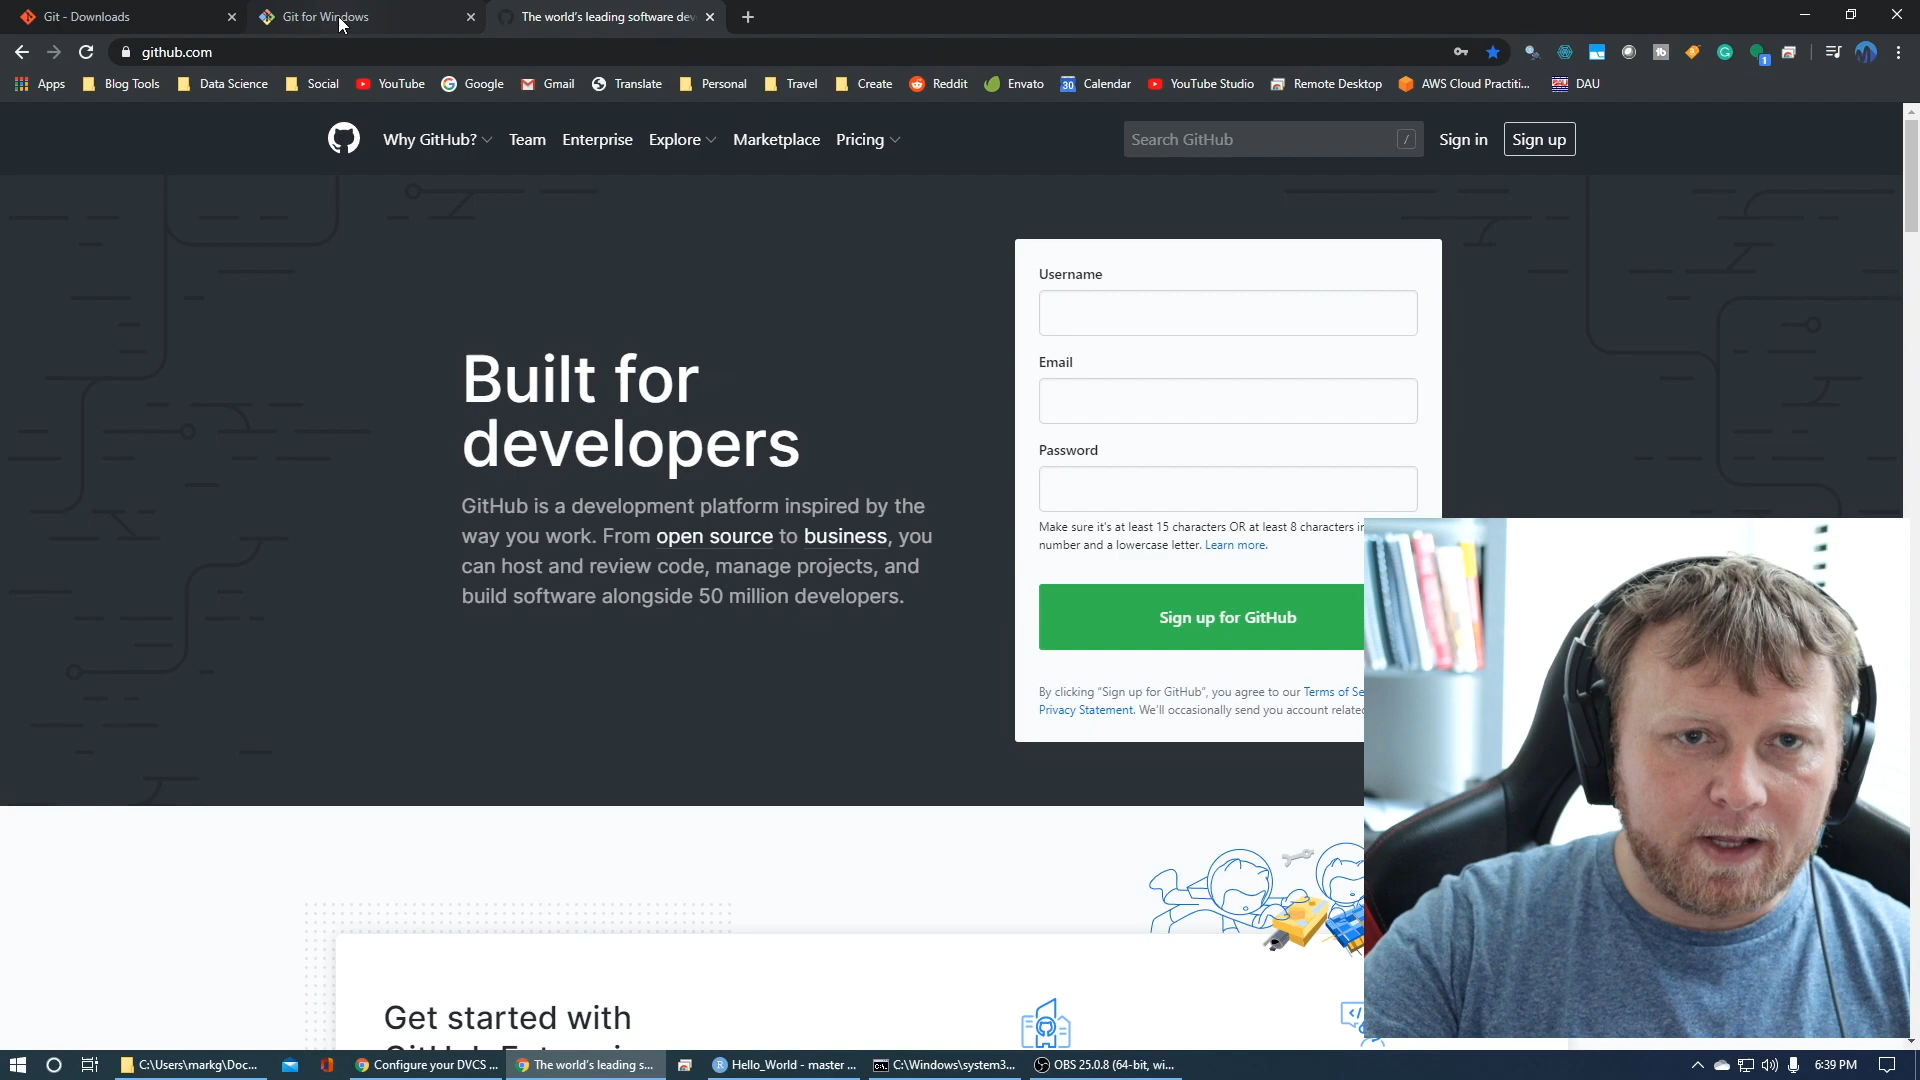 Git - Downloads
Git for Windows
The world's leading software dev
github.com
Apps
Blog Tools
Data Science
Social
YouTube
Google
Gmail
Translate
Personal
Travel
Create
Reddit
Envato
30
Calendar
YouTube Studio
Remote Desktop
AWS Cloud Practiti...
DAU
Why GitHub?
Team
Enterprise
Explore
Marketplace
Pricing
Search GitHub
/
Sign in
Sign up
Built for
developers
GitHub is a development platform inspired by the
way you work. From open source to business, you
can host and review code, manage projects, and
build software alongside 50 million developers.
Username
Email
Password
Make sure it's at least 15 characters OR at least 8 characters in
number and a lowercase letter. Learn more.
Sign up for GitHub
By clicking "Sign up for GitHub", you agree to our Terms of Se
Privacy Statement. We'll occasionally send you account related
Get started with
C:\Users\markg\Doc...
Configure your DVCS ...
The world's leading s...
Hello_World - master ...
C:\Windows\system3...
OBS 25.0.8 (64-bit, wi...
6:39 PM